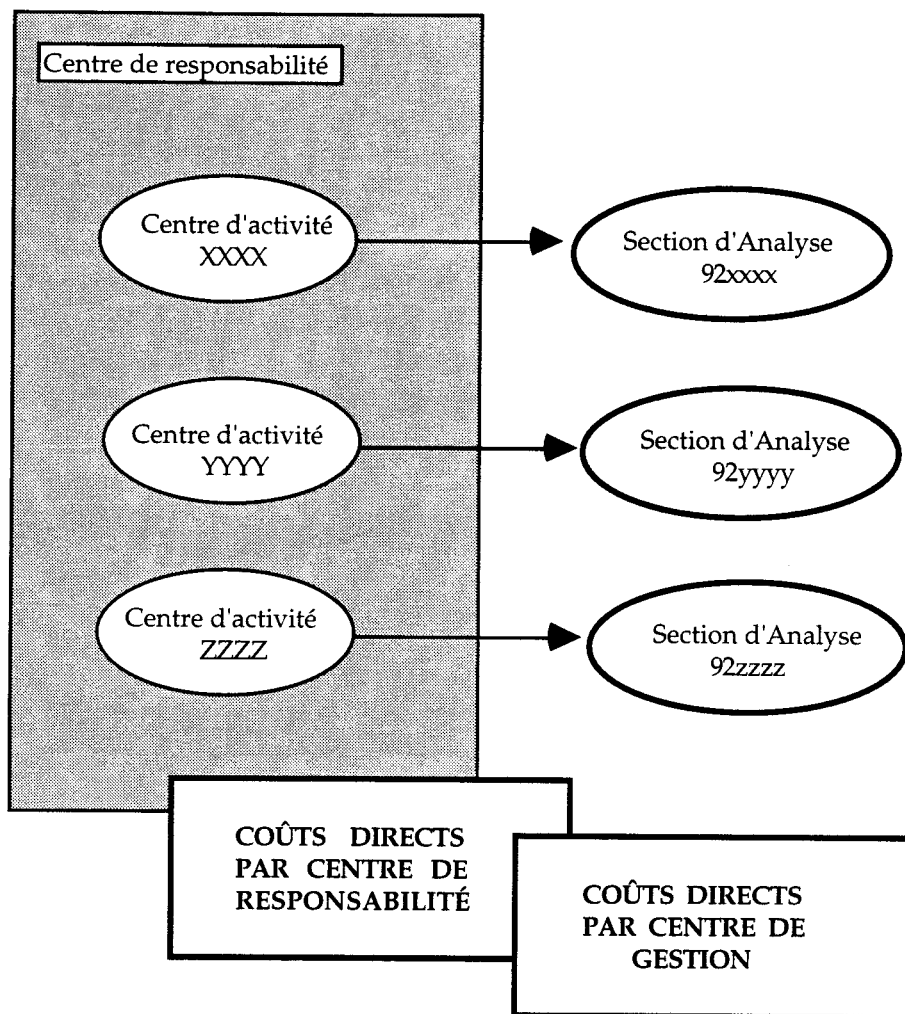 Centre de responsabilité
Centre d'activité
XXXX
Section d'Analyse
92xxxx
Centre d'activité
YYYY
Section d'Analyse
92yyyy
Centre d'activité
ZZZZ
Section d'Analyse
92zzzz
COÛTS DIRECTS
PAR CENTRE DE
RESPONSABILITÉ
COÛTS DIRECTS
PAR CENTRE DE
GESTION